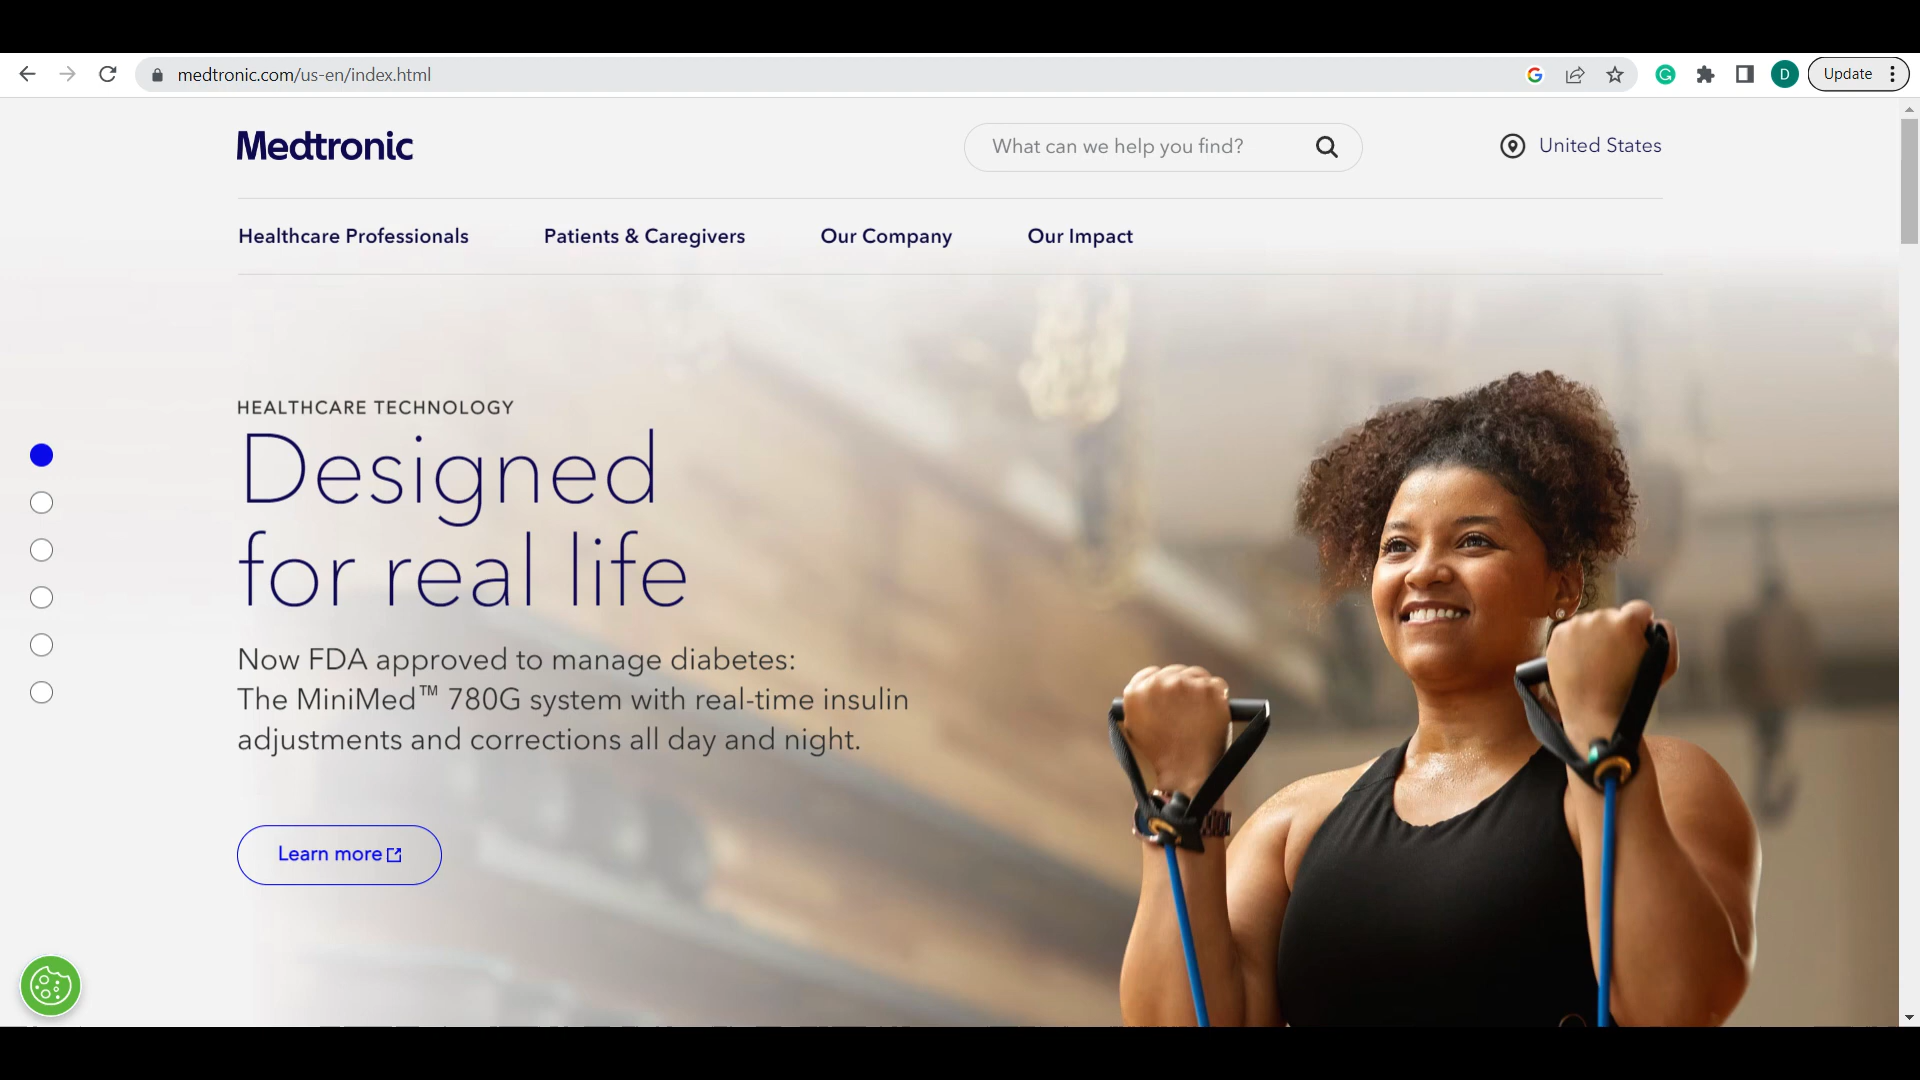 medtronic.com/us-en/index.html
D
Update
Medtronic
What can we help you find?
United States
Healthcare Professionals
Patients & Caregivers
Our Company
Our Impact
HEALTHCARE TECHNOLOGY
Designed
for real life
Now FDA approved to manage diabetes:
The MiniMed™ 780G system with real-time insulin
adjustments and corrections all day and night.
Learn more